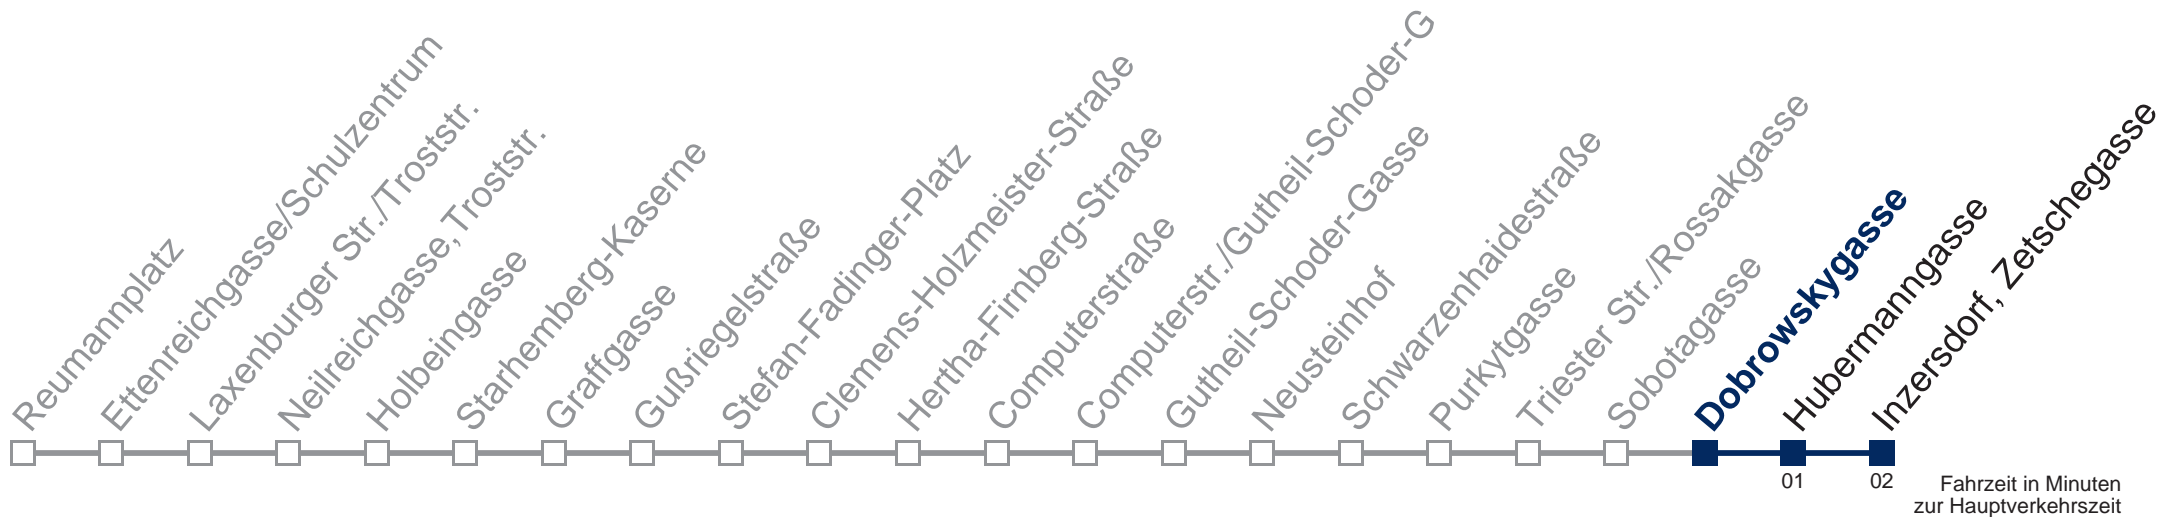 Reumannplatz
Ettenreichgasse/Schulzentrum
Laxenburger Str./Troststr.
Neilreichgasse, Troststr.
Holbeingasse
Starhemberg-Kaserne
Graffgasse
Gußriegelstraße
Stefan-Fadinger-Platz
Clemens-Holzmeister-Straße
Hertha-Firnberg-Straße
Computerstraße
Computerstr./Gutheil-Schoder-G
Gutheil-Schoder-Gasse
Neusteinhof
Schwarzenhaidestraße
Purkytgasse
Triester Str./Rossakgasse
Sobotagasse
Dobrowskygasse
Hubermanngasse
Inzersdorf, Zetschegasse
01
02
Fahrzeit in Minuten
zur Hauptverkehrszeit